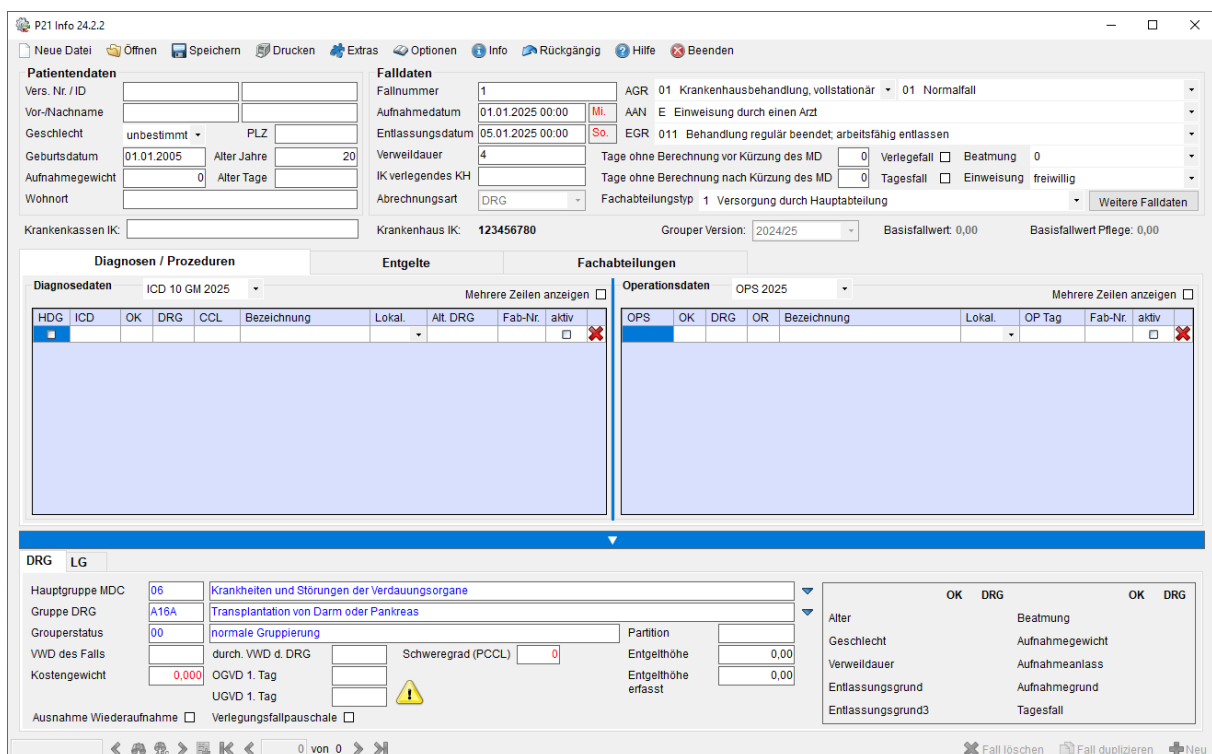 P21 Info 24.2.2
Neue Datei Öffnen Speichern Drucken Extras Optionen Info Rückgängig Hilfe Beenden
Patientendaten
Vers. Nr. / ID
Vor-/Nachname
Geschlecht unbestimmt PLZ
Geburtsdatum 01.01.2005 Alter Jahre 20
Aufnahmegewicht 0 Alter Tage
Wohnort
Falldaten
Fallnummer 1 AGR 01 Krankenhausbehandlung, vollstationär 01 Normalfall
Aufnahmedatum 01.01.2025 00:00 Mi. AAN E Einweisung durch einen Arzt
Entlassungsdatum 05.01.2025 00:00 So. EGR 011 Behandlung regulär beendet; arbeitsfähig entlassen
Verweildauer 4 Tage ohne Berechnung vor Kürzung des MD 0 Verlegefall Beatmung 0
IK verlegendes KH Tage ohne Berechnung nach Kürzung des MD 0 Tagesfall Einweisung freiwillig
Abrechnungsart DRG Fachabteilungstyp 1 Versorgung durch Hauptabteilung Weitere Falldaten
Krankenkassen IK: Krankenhaus IK: 123456780 Grouper Version: 2024/25 Basisfallwert: 0,00 Basisfallwert Pflege: 0,00
Diagnosen / Prozeduren Entgelte Fachabteilungen
Diagnosedaten ICD 10 GM 2025 Mehrere Zeilen anzeigen
HDG ICD OK DRG CCL Bezeichnung Lokal. Alt. DRG Fab-Nr. aktiv
Operationsdaten OPS 2025 Mehrere Zeilen anzeigen
OPS OK DRG OR Bezeichnung Lokal. OP Tag Fab-Nr. aktiv
DRG LG
Hauptgruppe MDC 06 Krankheiten und Störungen der Verdauungsorgane
Gruppe DRG A16A Transplantation von Darm oder Pankreas
Grouperstatus 00 normale Gruppierung Partition
VWD des Falls durch. VWD d. DRG Schweregrad (PCCL) 0 Entgelthöhe 0,00
Kostengewicht 0,000 OGVD 1. Tag Entgelthöhe erfasst 0,00
UGVD 1. Tag
Ausnahme Wiederaufnahme Verlegungsfallpauschale
OK DRG OK DRG
Alter Beatmung
Geschlecht Aufnahmegewicht
Verweildauer Aufnahmeanlass
Entlassungsgrund Aufnahmegrund
Entlassungsgrund3 Tagesfall
0 von 0 Fall löschen Fall duplizieren Neu